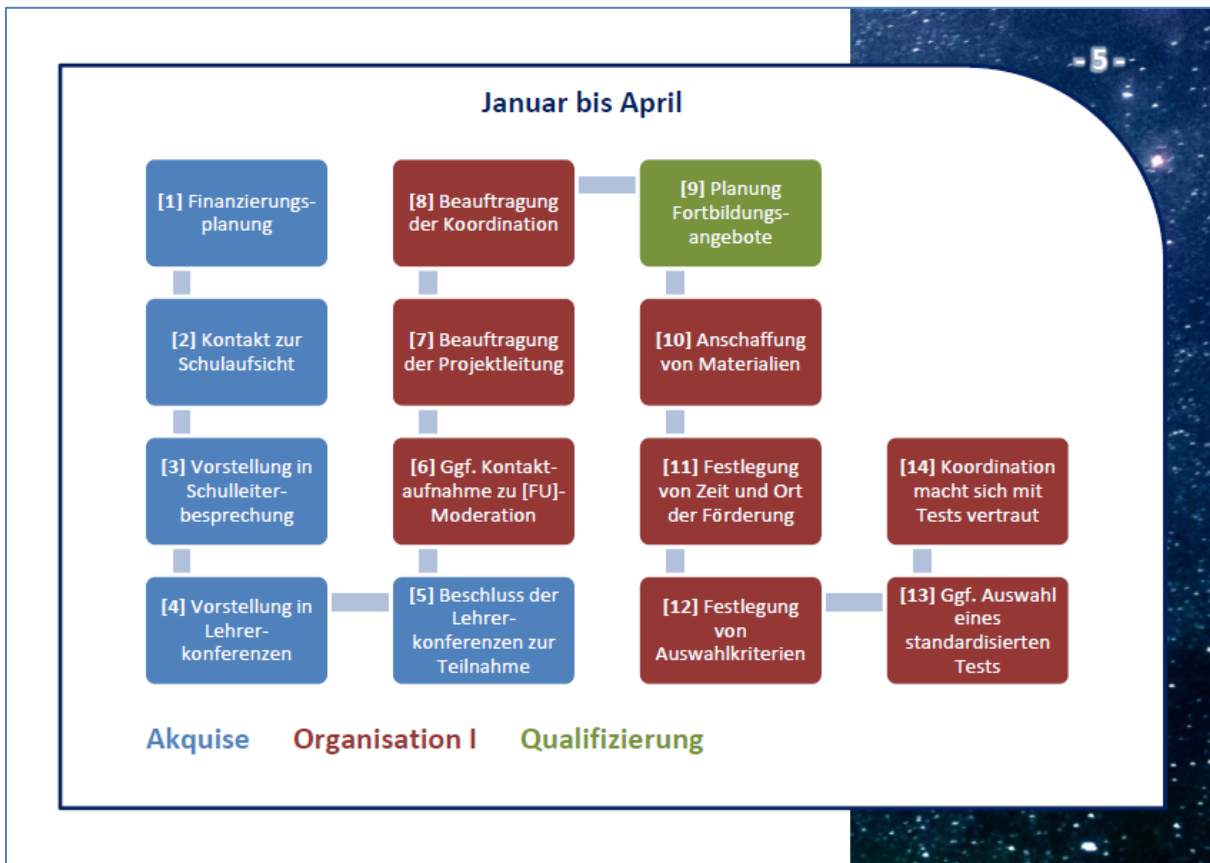 - 5 -
Januar bis April
[1] Finanzierungs-
planung
[2] Kontakt zur
Schulaufsicht
[3] Vorstellung in
Schulleiter-
besprechung
[4] Vorstellung in
Lehrer-
konferenzen
[5] Beschluss der
Lehrer-
konferenzen zur
Teilnahme
[6] Ggf. Kontakt-
aufnahme zu [FU]-
Moderation
[7] Beauftragung
der Projektleitung
[8] Beauftragung
der Koordination
[9] Planung
Fortbildungs-
angebote
[10] Anschaffung
von Materialien
[11] Festlegung
von Zeit und Ort
der Förderung
[12] Festlegung
von
Auswahlkriterien
[13] Ggf. Auswahl
eines
standardisierten
Tests
[14] Koordination
macht sich mit
Tests vertraut
Akquise Organisation I Qualifizierung